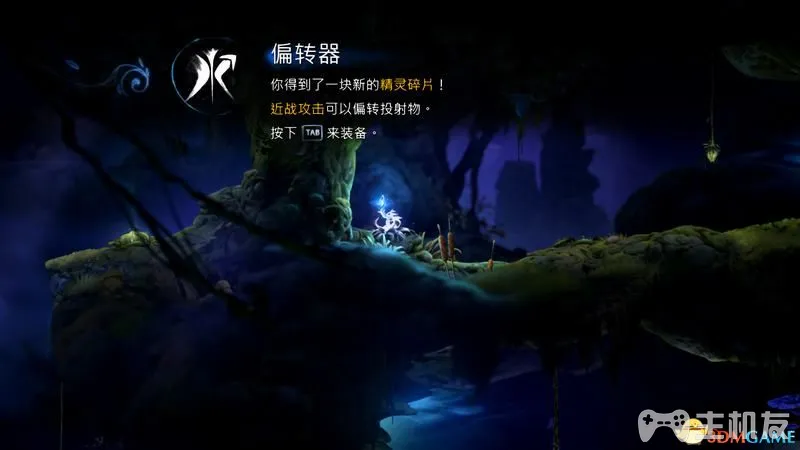 偏转器
你得到了一块新的精灵碎片！
近战攻击可以偏转投射物。
按下 TAB 来装备。
主机友
3DMGAME